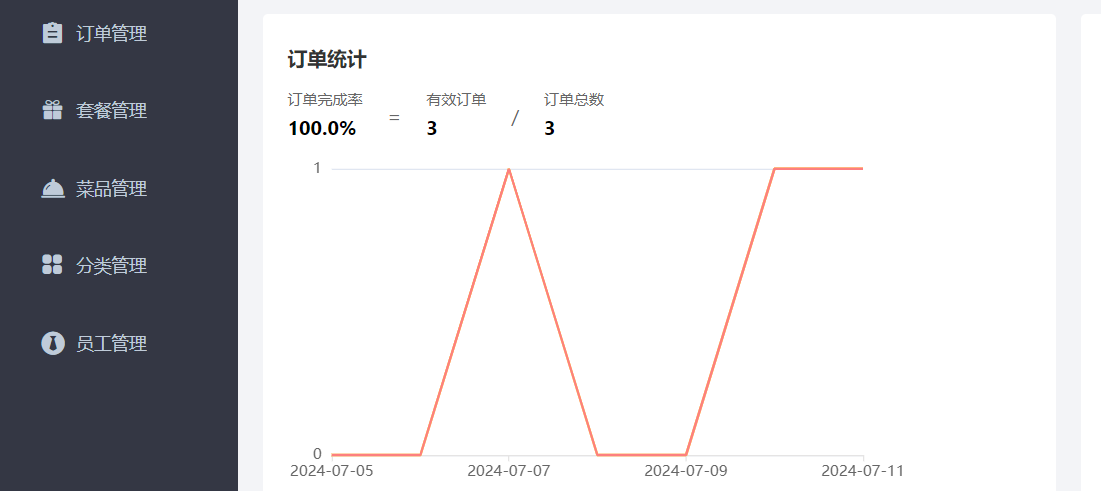 订单管理
套餐管理
菜品管理
分类管理
员工管理
订单统计
订单完成率 有效订单 订单总数
100.0% = 3 / 3
1
0
2024-07-05 2024-07-07 2024-07-09 2024-07-11